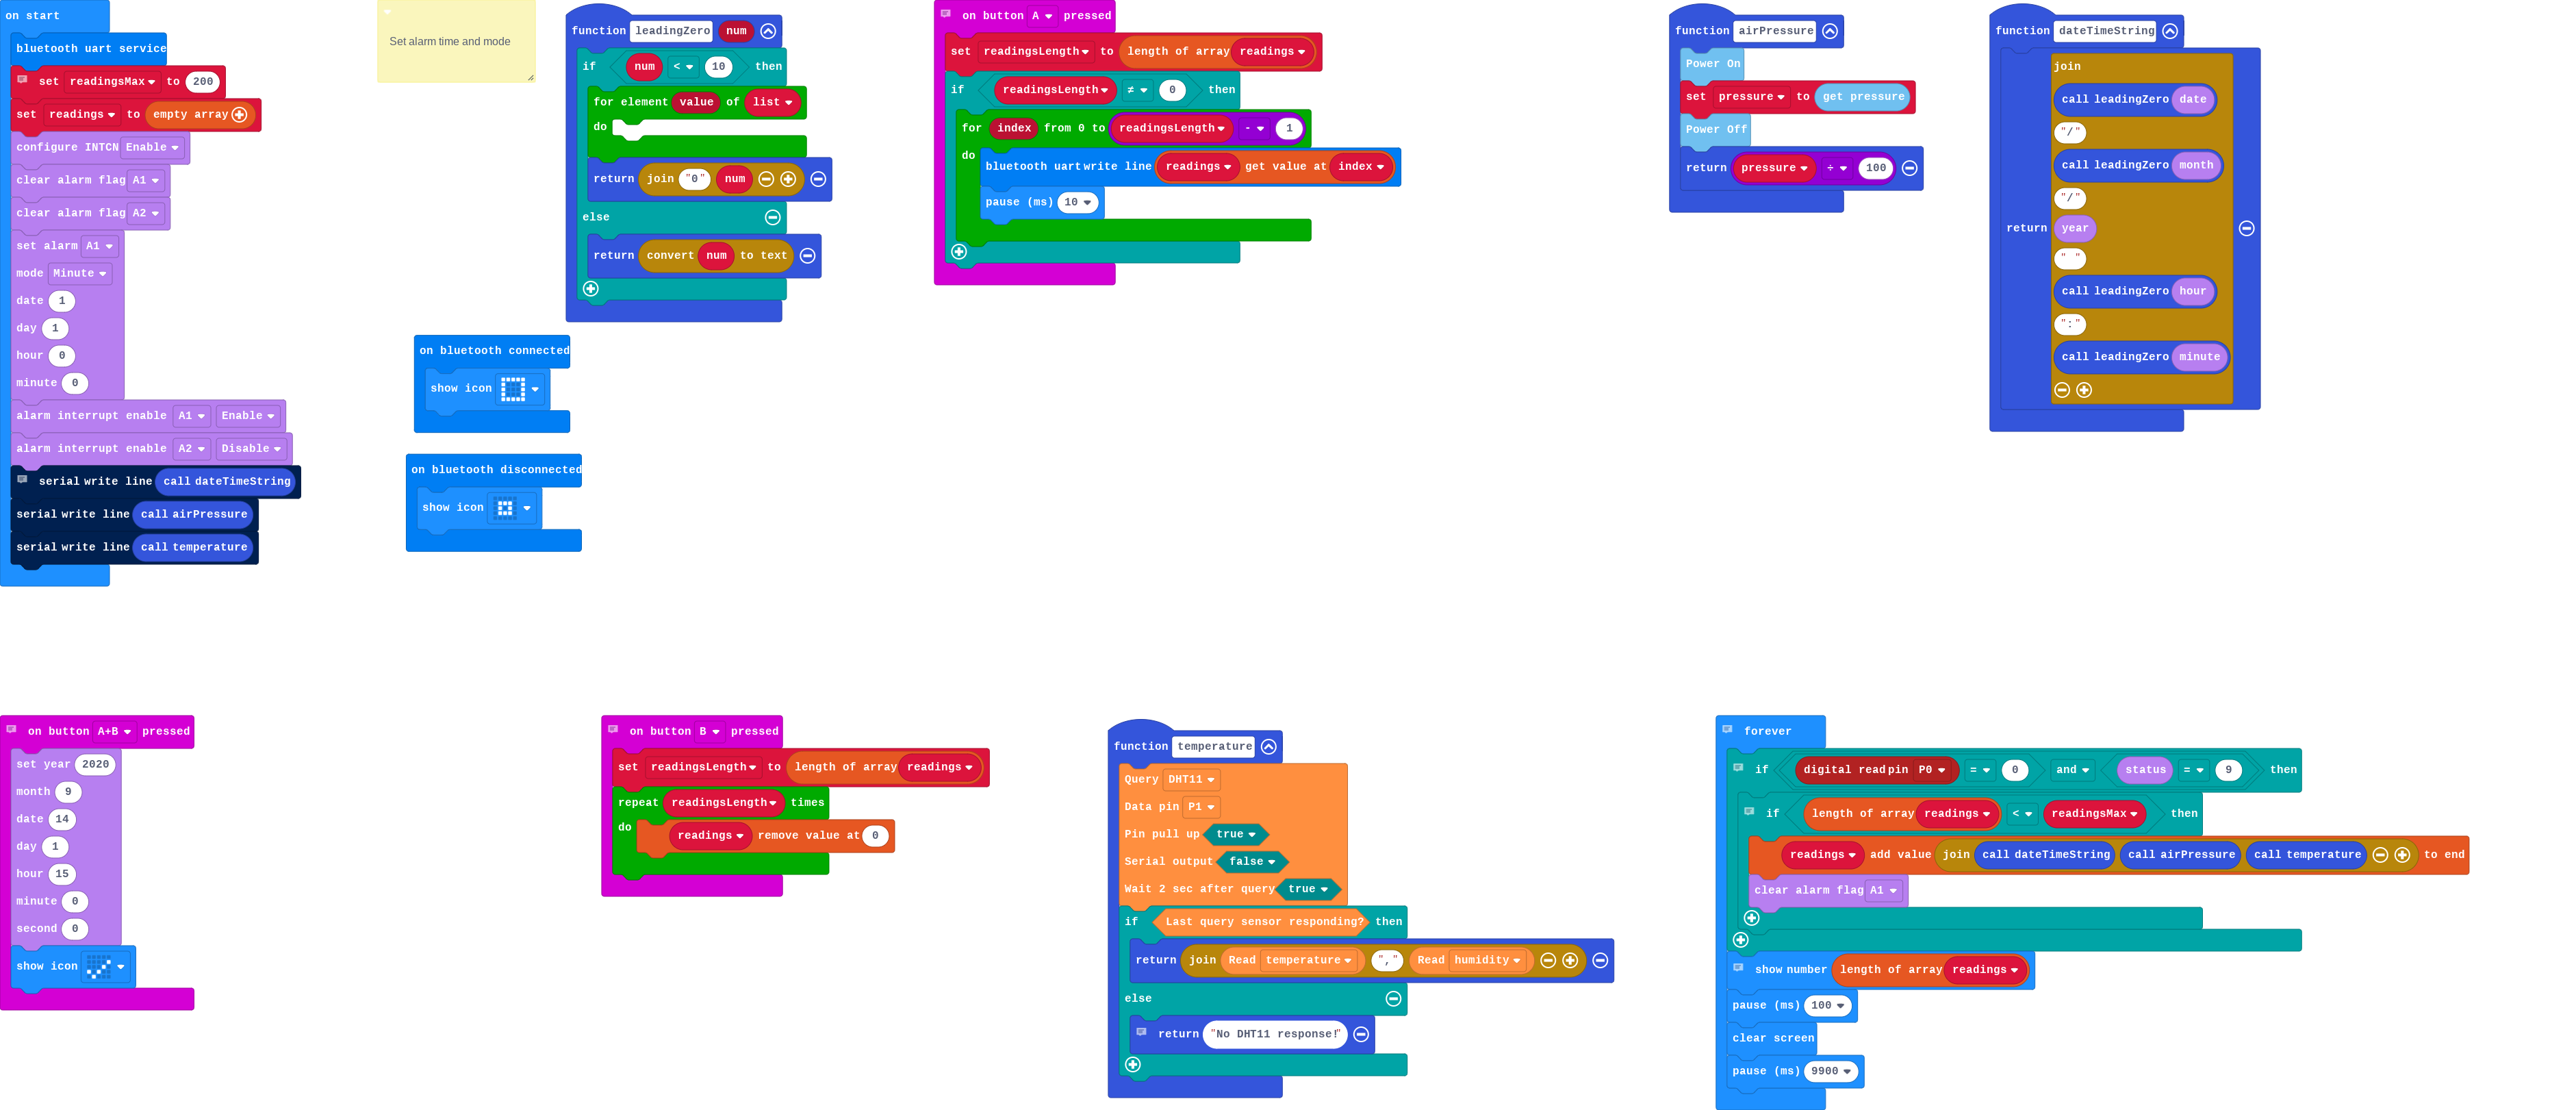 on start
bluetooth uart service
set readingsMax to 200
set readings to empty array
configure INTCN Enable
clear alarm flag A1
clear alarm flag A2
set alarm A1
mode Minute
date 1
day 1
hour 0
minute 0
alarm interrupt enable A1 Enable
alarm interrupt enable A2 Disable
serial write line call dateTimeString
serial write line call airPressure
serial write line call temperature
Set alarm time and mode
function leadingZero num
if num < 10 then
for element value of list
do
return join "0" num
else
return convert num to text
on bluetooth connected
show icon
on bluetooth disconnected
show icon
on button A pressed
set readingsLength to length of array readings
if readingsLength ≠ 0 then
for index from 0 to readingsLength - 1
do
bluetooth uart write line readings get value at index
pause (ms) 10
function airPressure
Power On
set pressure to get pressure
Power Off
return pressure ÷ 100
function dateTimeString
join
call leadingZero date
"/"
call leadingZero month
"/"
return year
" "
call leadingZero hour
":"
call leadingZero minute
on button A+B pressed
set year 2020
month 9
date 14
day 1
hour 15
minute 0
second 0
show icon
on button B pressed
set readingsLength to length of array readings
repeat readingsLength times
do
readings remove value at 0
function temperature
Query DHT11
Data pin P1
Pin pull up true
Serial output false
Wait 2 sec after query true
if Last query sensor responding? then
return join Read temperature "," Read humidity
else
return "No DHT11 response!"
forever
if digital read pin P0 = 0 and status = 9 then
if length of array readings < readingsMax then
readings add value join call dateTimeString call airPressure call temperature to end
clear alarm flag A1
show number length of array readings
pause (ms) 100
clear screen
pause (ms) 9900